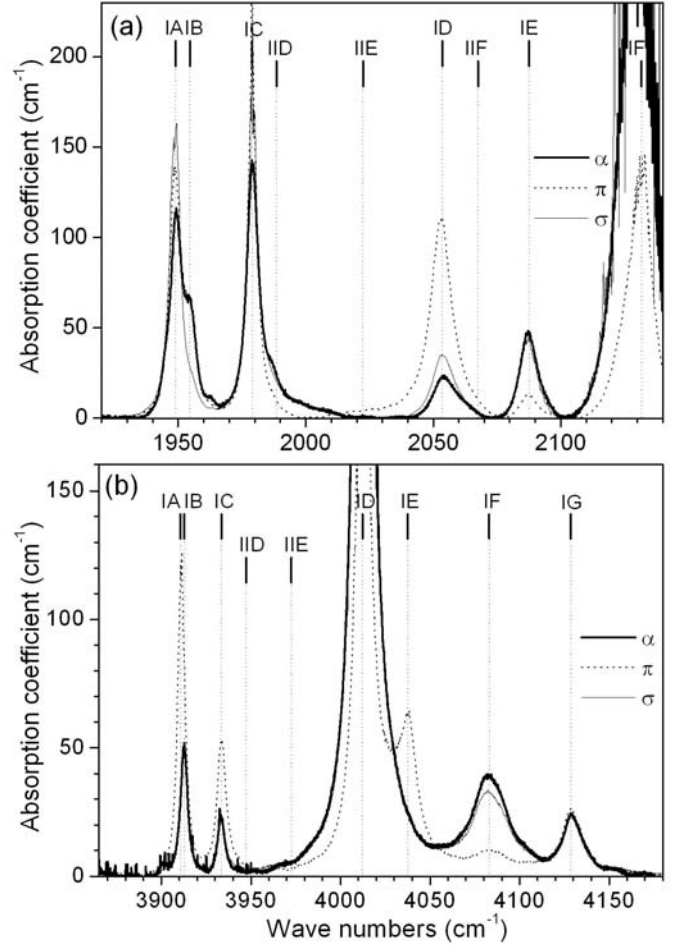 (a)
IA IB IC IID IIE ID IIF IE IF
Absorption coefficient (cm⁻¹)
200
150
100
50
0
α
π
σ
1950 2000 2050 2100
(b)
IA IB IC IID IIE ID IE IF IG
Absorption coefficient (cm⁻¹)
150
100
50
0
α
π
σ
3900 3950 4000 4050 4100 4150
Wave numbers (cm⁻¹)